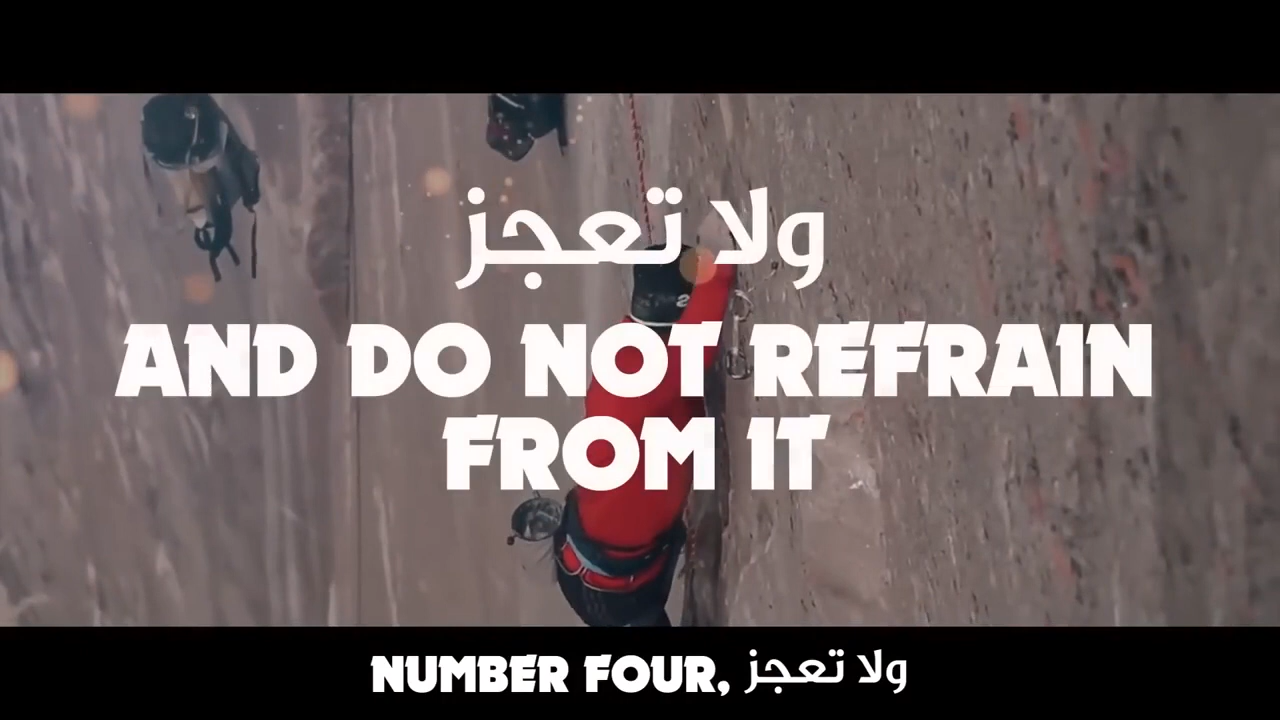 ولا تعجز
AND DO NOT REFRAIN
FROM IT
NUMBER FOUR, ولا تعجز